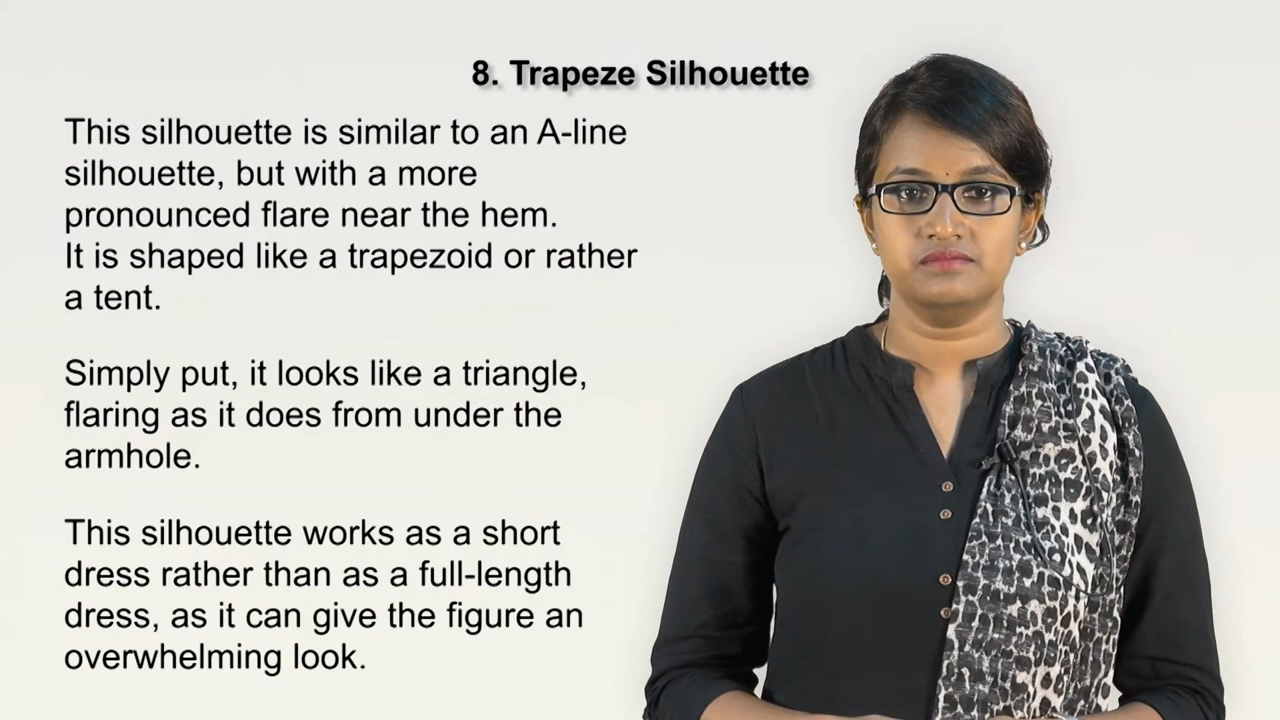 8. Trapeze Silhouette
This silhouette is similar to an A-line
silhouette, but with a more
pronounced flare near the hem.
It is shaped like a trapezoid or rather
a tent.
Simply put, it looks like a triangle,
flaring as it does from under the
armhole.
This silhouette works as a short
dress rather than as a full-length
dress, as it can give the figure an
overwhelming look.